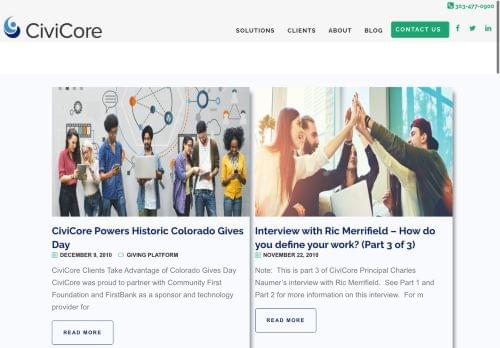 303-477-0900
CiviCore
SOLUTIONS CLIENTS ABOUT BLOG CONTACT US
CiviCore Powers Historic Colorado Gives
Day
DECEMBER 9, 2010 GIVING PLATFORM
CiviCore Clients Take Advantage of Colorado Gives Day
CiviCore was proud to partner with Community First
Foundation and FirstBank as a sponsor and technology
provider for
READ MORE
Interview with Ric Merrifield – How do
you define your work? (Part 3 of 3)
NOVEMBER 22, 2010
Note: This is part 3 of CiviCore Principal Charles
Naumer's interview with Ric Merrifield. See Part 1 and
Part 2 for more information on this interview. For m
READ MORE